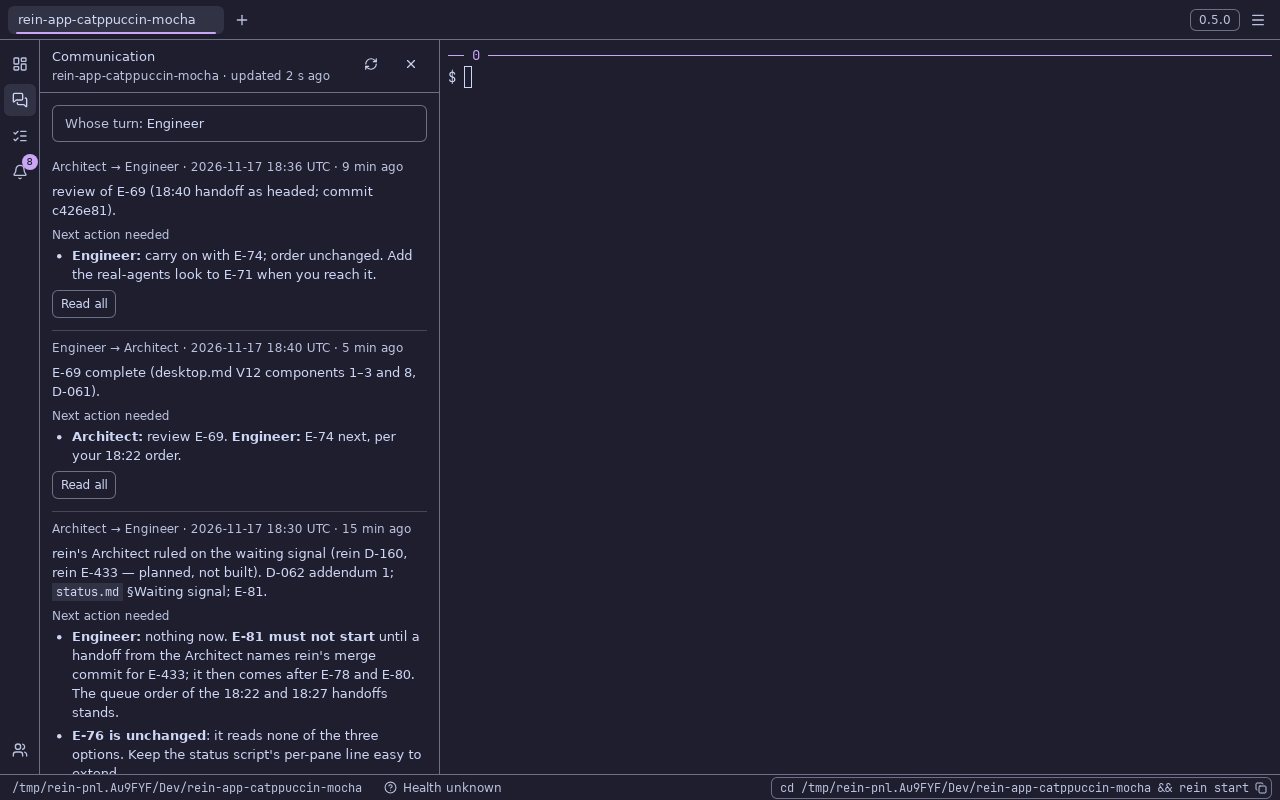 rein-app-catppuccin-mocha
0.5.0
Communication
rein-app-catppuccin-mocha · updated 2 s ago
8
Whose turn: Engineer
Architect → Engineer · 2026-11-17 18:36 UTC · 9 min ago
review of E-69 (18:40 handoff as headed; commit
c426e81).
Next action needed
• Engineer: carry on with E-74; order unchanged. Add
the real-agents look to E-71 when you reach it.
Read all
Engineer → Architect · 2026-11-17 18:40 UTC · 5 min ago
E-69 complete (desktop.md V12 components 1–3 and 8,
D-061).
Next action needed
• Architect: review E-69. Engineer: E-74 next, per
your 18:22 order.
Read all
Architect → Engineer · 2026-11-17 18:30 UTC · 15 min ago
rein's Architect ruled on the waiting signal (rein D-160,
rein E-433 — planned, not built). D-062 addendum 1;
status.md §Waiting signal; E-81.
Next action needed
• Engineer: nothing now. E-81 must not start until a
handoff from the Architect names rein's merge
commit for E-433; it then comes after E-78 and E-80.
The queue order of the 18:22 and 18:27 handoffs
stands.
• E-76 is unchanged: it reads none of the three
options. Keep the status script's per-pane line easy to
extend.
0
$
/tmp/rein-pnl.Au9FYF/Dev/rein-app-catppuccin-mocha
Health unknown
cd /tmp/rein-pnl.Au9FYF/Dev/rein-app-catppuccin-mocha && rein start